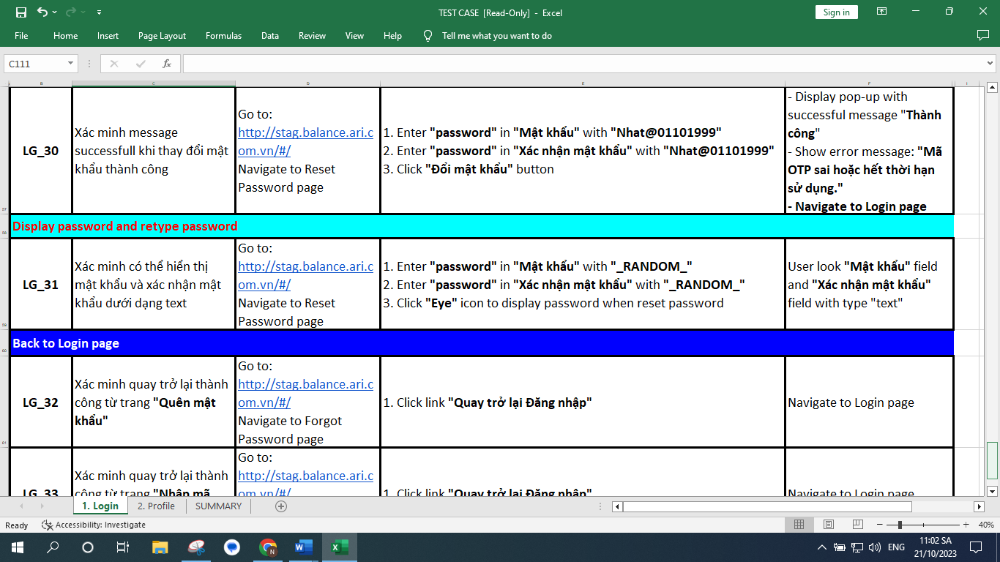 TEST CASE [Read-Only] - Excel
Sign in
File Home Insert Page Layout Formulas Data Review View Help Tell me what you want to do
C111
fx
B C D E F I
LG_30
Xác minh message
successfull khi thay đổi mật
khẩu thành công
Go to:
http://stag.balance.ari.c
om.vn/#/
Navigate to Reset
Password page
1. Enter "password" in "Mật khẩu" with "Nhat@01101999"
2. Enter "password" in "Xác nhận mật khẩu" with "Nhat@01101999"
3. Click "Đổi mật khẩu" button
- Display pop-up with
successful message "Thành
công"
- Show error message: "Mã
OTP sai hoặc hết thời hạn
sử dụng."
- Navigate to Login page
57
Display password and retype password
58
LG_31
Xác minh có thể hiển thị
mật khẩu và xác nhận mật
khẩu dưới dạng text
Go to:
http://stag.balance.ari.c
om.vn/#/
Navigate to Reset
Password page
1. Enter "password" in "Mật khẩu" with "_RANDOM_"
2. Enter "password" in "Xác nhận mật khẩu" with "_RANDOM_"
3. Click "Eye" icon to display password when reset password
User look "Mật khẩu" field
and "Xác nhận mật khẩu"
field with type "text"
59
Back to Login page
60
LG_32
Xác minh quay trở lại thành
công từ trang "Quên mật
khẩu"
Go to:
http://stag.balance.ari.c
om.vn/#/
Navigate to Forgot
Password page
1. Click link "Quay trở lại Đăng nhập"
Navigate to Login page
61
LG_33
Xác minh quay trở lại thành
công từ trang "Nhập mã
Go to:
http://stag.balance.ari.c
om.vn/#/
1. Click link "Quay trở lại Đăng nhập"
Navigate to Login page
1. Login 2. Profile SUMMARY
Ready Accessibility: Investigate 40%
ENG
11:02 SA
21/10/2023